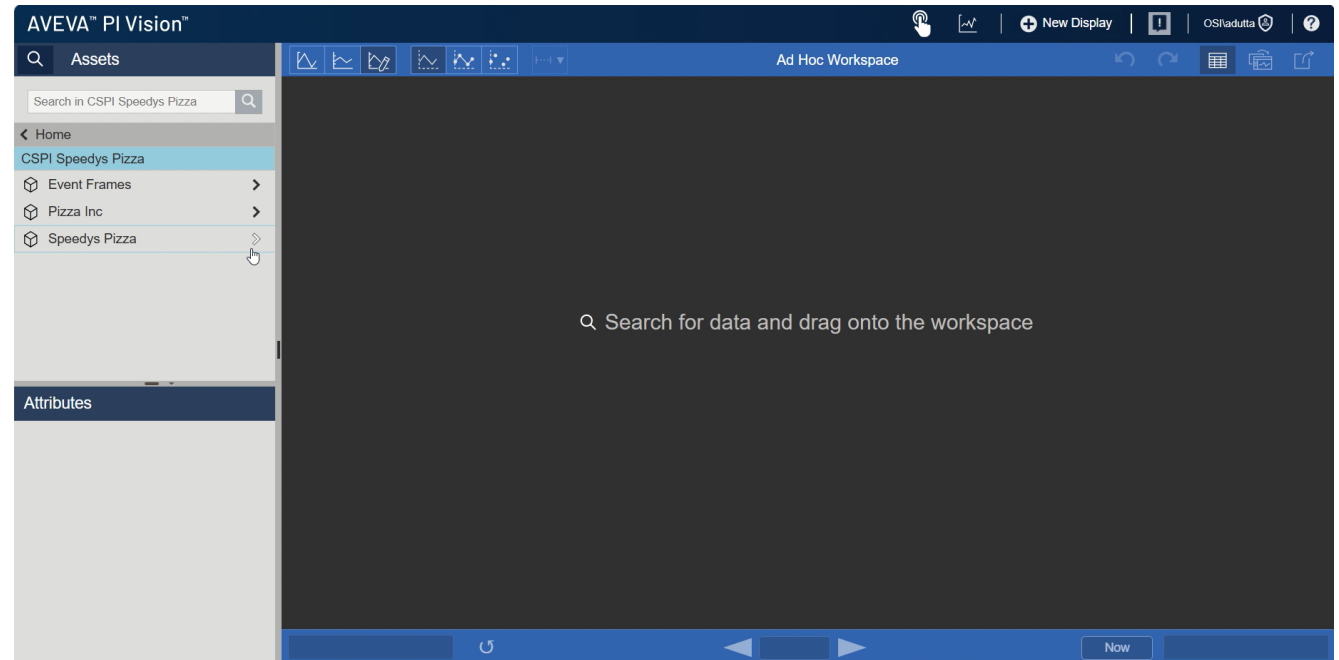 AVEVA™ PI Vision™
New Display
OSI\adutta
Assets
Ad Hoc Workspace
Search in CSPI Speedys Pizza
Home
CSPI Speedys Pizza
Event Frames
Pizza Inc
Speedys Pizza
Search for data and drag onto the workspace
Attributes
Now